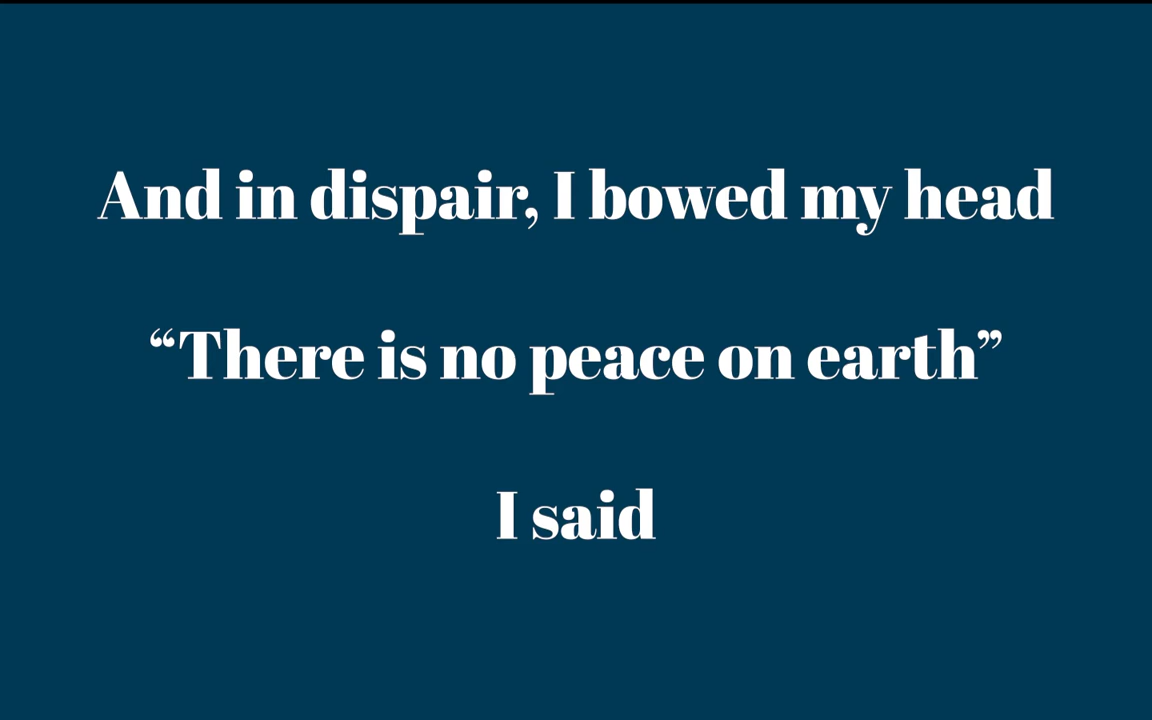 And in dispair, I bowed my head
“There is no peace on earth”
I said